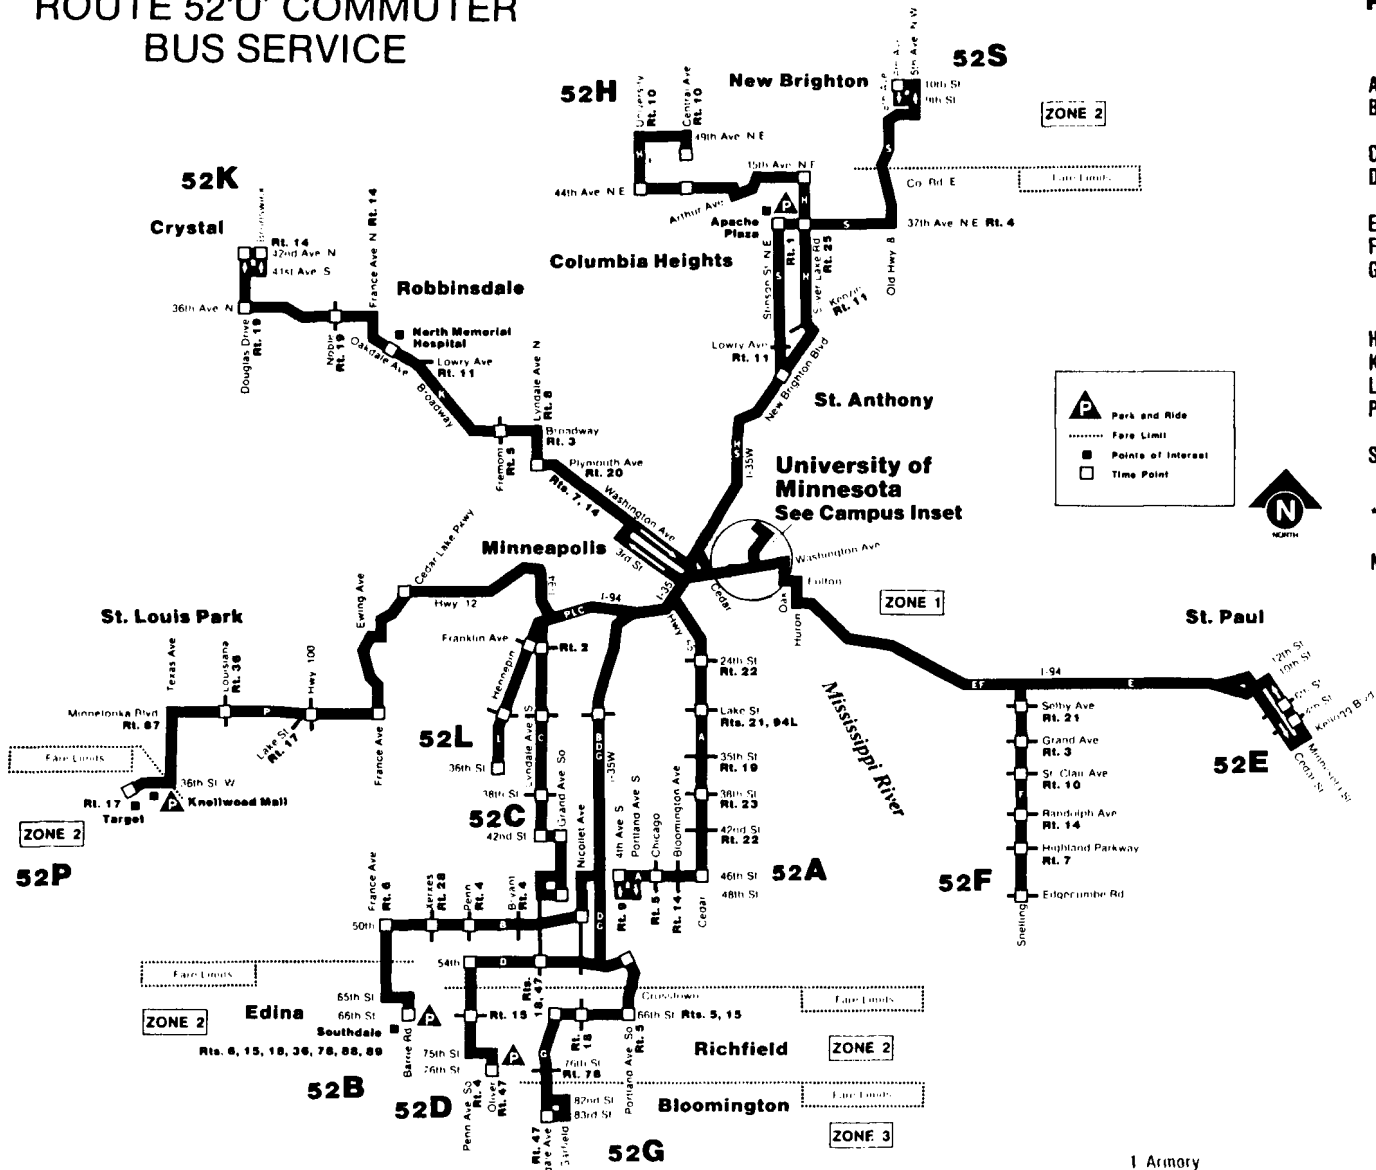 ROUTE 52'U' COMMUTER
BUS SERVICE
52S
New Brighton
10th St
9th St
ZONE 2
Fare Limits
Co Rd E
37th Ave N E Rt. 4
Old Hwy 8
52H
University
Rt. 10
Central Ave
Rt. 10
49th Ave N E
44th Ave N E
Arthur Ave
Apache
Plaza
Columbia Heights
Stinson St N E
Rt. 1
Silver Lake Rd
Rt. 25
Rt. 11
Lowry Ave
Rt. 11
New Brighton Blvd
St. Anthony
I-35W
52K
Crystal
Rt. 14
42nd Ave N
41st Ave S
36th Ave N
Douglas Drive
Rt. 19
Noble
Rt. 19
France Ave N Rt. 14
Robbinsdale
North Memorial
Hospital
Oakdale Ave
Lowry Ave
Rt. 11
Broadway
Fremont
Rt. 5
Lyndale Ave N
Rt. 8
Broadway
Rt. 3
Plymouth Ave
Rt. 20
Rts. 7, 14
Washington Ave
3rd St
Minneapolis
P
Park and Ride
Fare Limit
Points of Interest
Time Point
N
NORTH
University of
Minnesota
See Campus Inset
Washington Ave
Fulton
Oak
Huron
Cedar
I-35
I-94
Hwy 55
ZONE 1
Mississippi River
St. Louis Park
Texas Ave
Louisiana
Rt. 36
Hwy 100
Ewing Ave
Cedar Lake Pkwy
Hwy 12
I-94
Minnetonka Blvd
Rt. 67
Lake St
Rt. 17
France Ave
Fare Limits
36th St W
Rt. 17
Target
Knollwood Mall
ZONE 2
52P
Franklin Ave
Rt. 2
Hennepin
52L
36th St
Lyndale Ave S
38th St
52C
42nd St
Grand Ave So
Nicollet Ave
I-35W
24th St
Rt. 22
Lake St
Rts. 21, 94L
35th St
Rt. 19
38th St
Rt. 23
42nd St
Rt. 22
46th St
48th St
52A
4th Ave S
Portland Ave S
Chicago
Bloomington Ave
Rt. 9
Rt. 5
Rt. 14
Cedar
St. Paul
I-94
12th St
10th St
Kellogg Blvd
Minnesota St
Cedar St
52E
Selby Ave
Rt. 21
Grand Ave
Rt. 3
St. Clair Ave
Rt. 10
Randolph Ave
Rt. 14
Highland Parkway
Rt. 7
Edgecumbe Rd
Snelling
52F
France Ave
Rt. 6
Xerxes
Rt. 28
Penn
Rt. 4
Bryant
Rt. 4
50th
54th
Fare Limits
Edina
ZONE 2
65th St
66th St
Southdale
Rts. 6, 15, 18, 36, 78, 88, 89
Barrie Rd
52B
Rt. 15
75th St
76th St
Penn Ave So
Rt. 4
Oliver
Rt. 47
52D
Rts.
18, 47
Crosstown
Fare Limits
66th St Rts. 5, 15
Rt. 18
Portland Ave So
Rt. 5
Richfield
ZONE 2
76th St
Rt. 78
Fare Limits
Bloomington
82nd St
83rd St
Rt. 47
Garfield
52G
ZONE 3
1 Armory